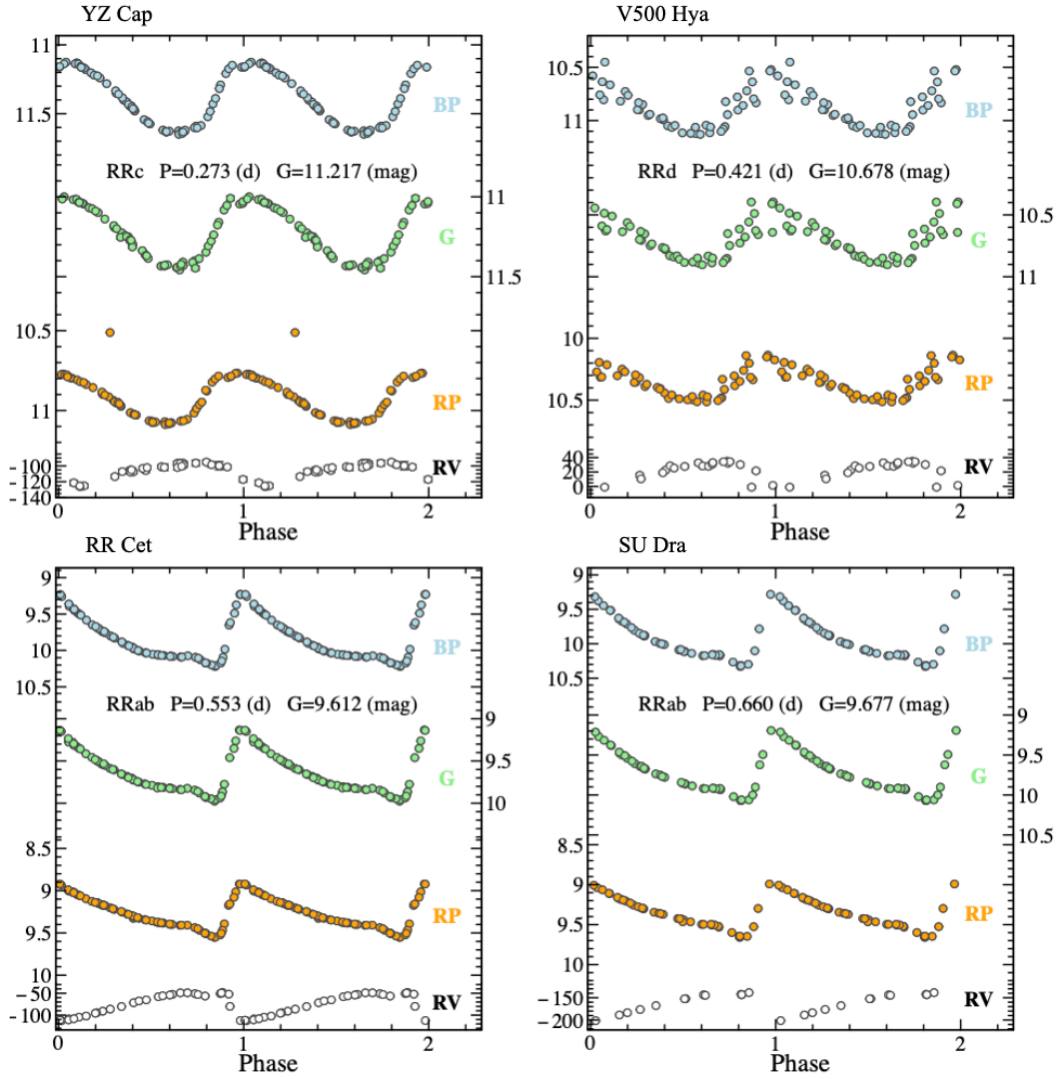 YZ Cap
V500 Hya
11
11.5
BP
10.5
11
BP
RRc P=0.273 (d) G=11.217 (mag)
RRd P=0.421 (d) G=10.678 (mag)
11
11.5
G
10.5
11
G
10.5
11
RP
10
10.5
RP
-100
-120
-140
RV
40
20
0
RV
0 1 2
0 1 2
Phase
Phase
RR Cet
SU Dra
9
9.5
10
10.5
BP
9
9.5
10
BP
RRab P=0.553 (d) G=9.612 (mag)
RRab P=0.660 (d) G=9.677 (mag)
9
9.5
10
G
9
9.5
10
10.5
G
8.5
9
9.5
10
RP
9
9.5
10
RP
-50
-100
RV
-150
-200
RV
0 1 2
0 1 2
Phase
Phase